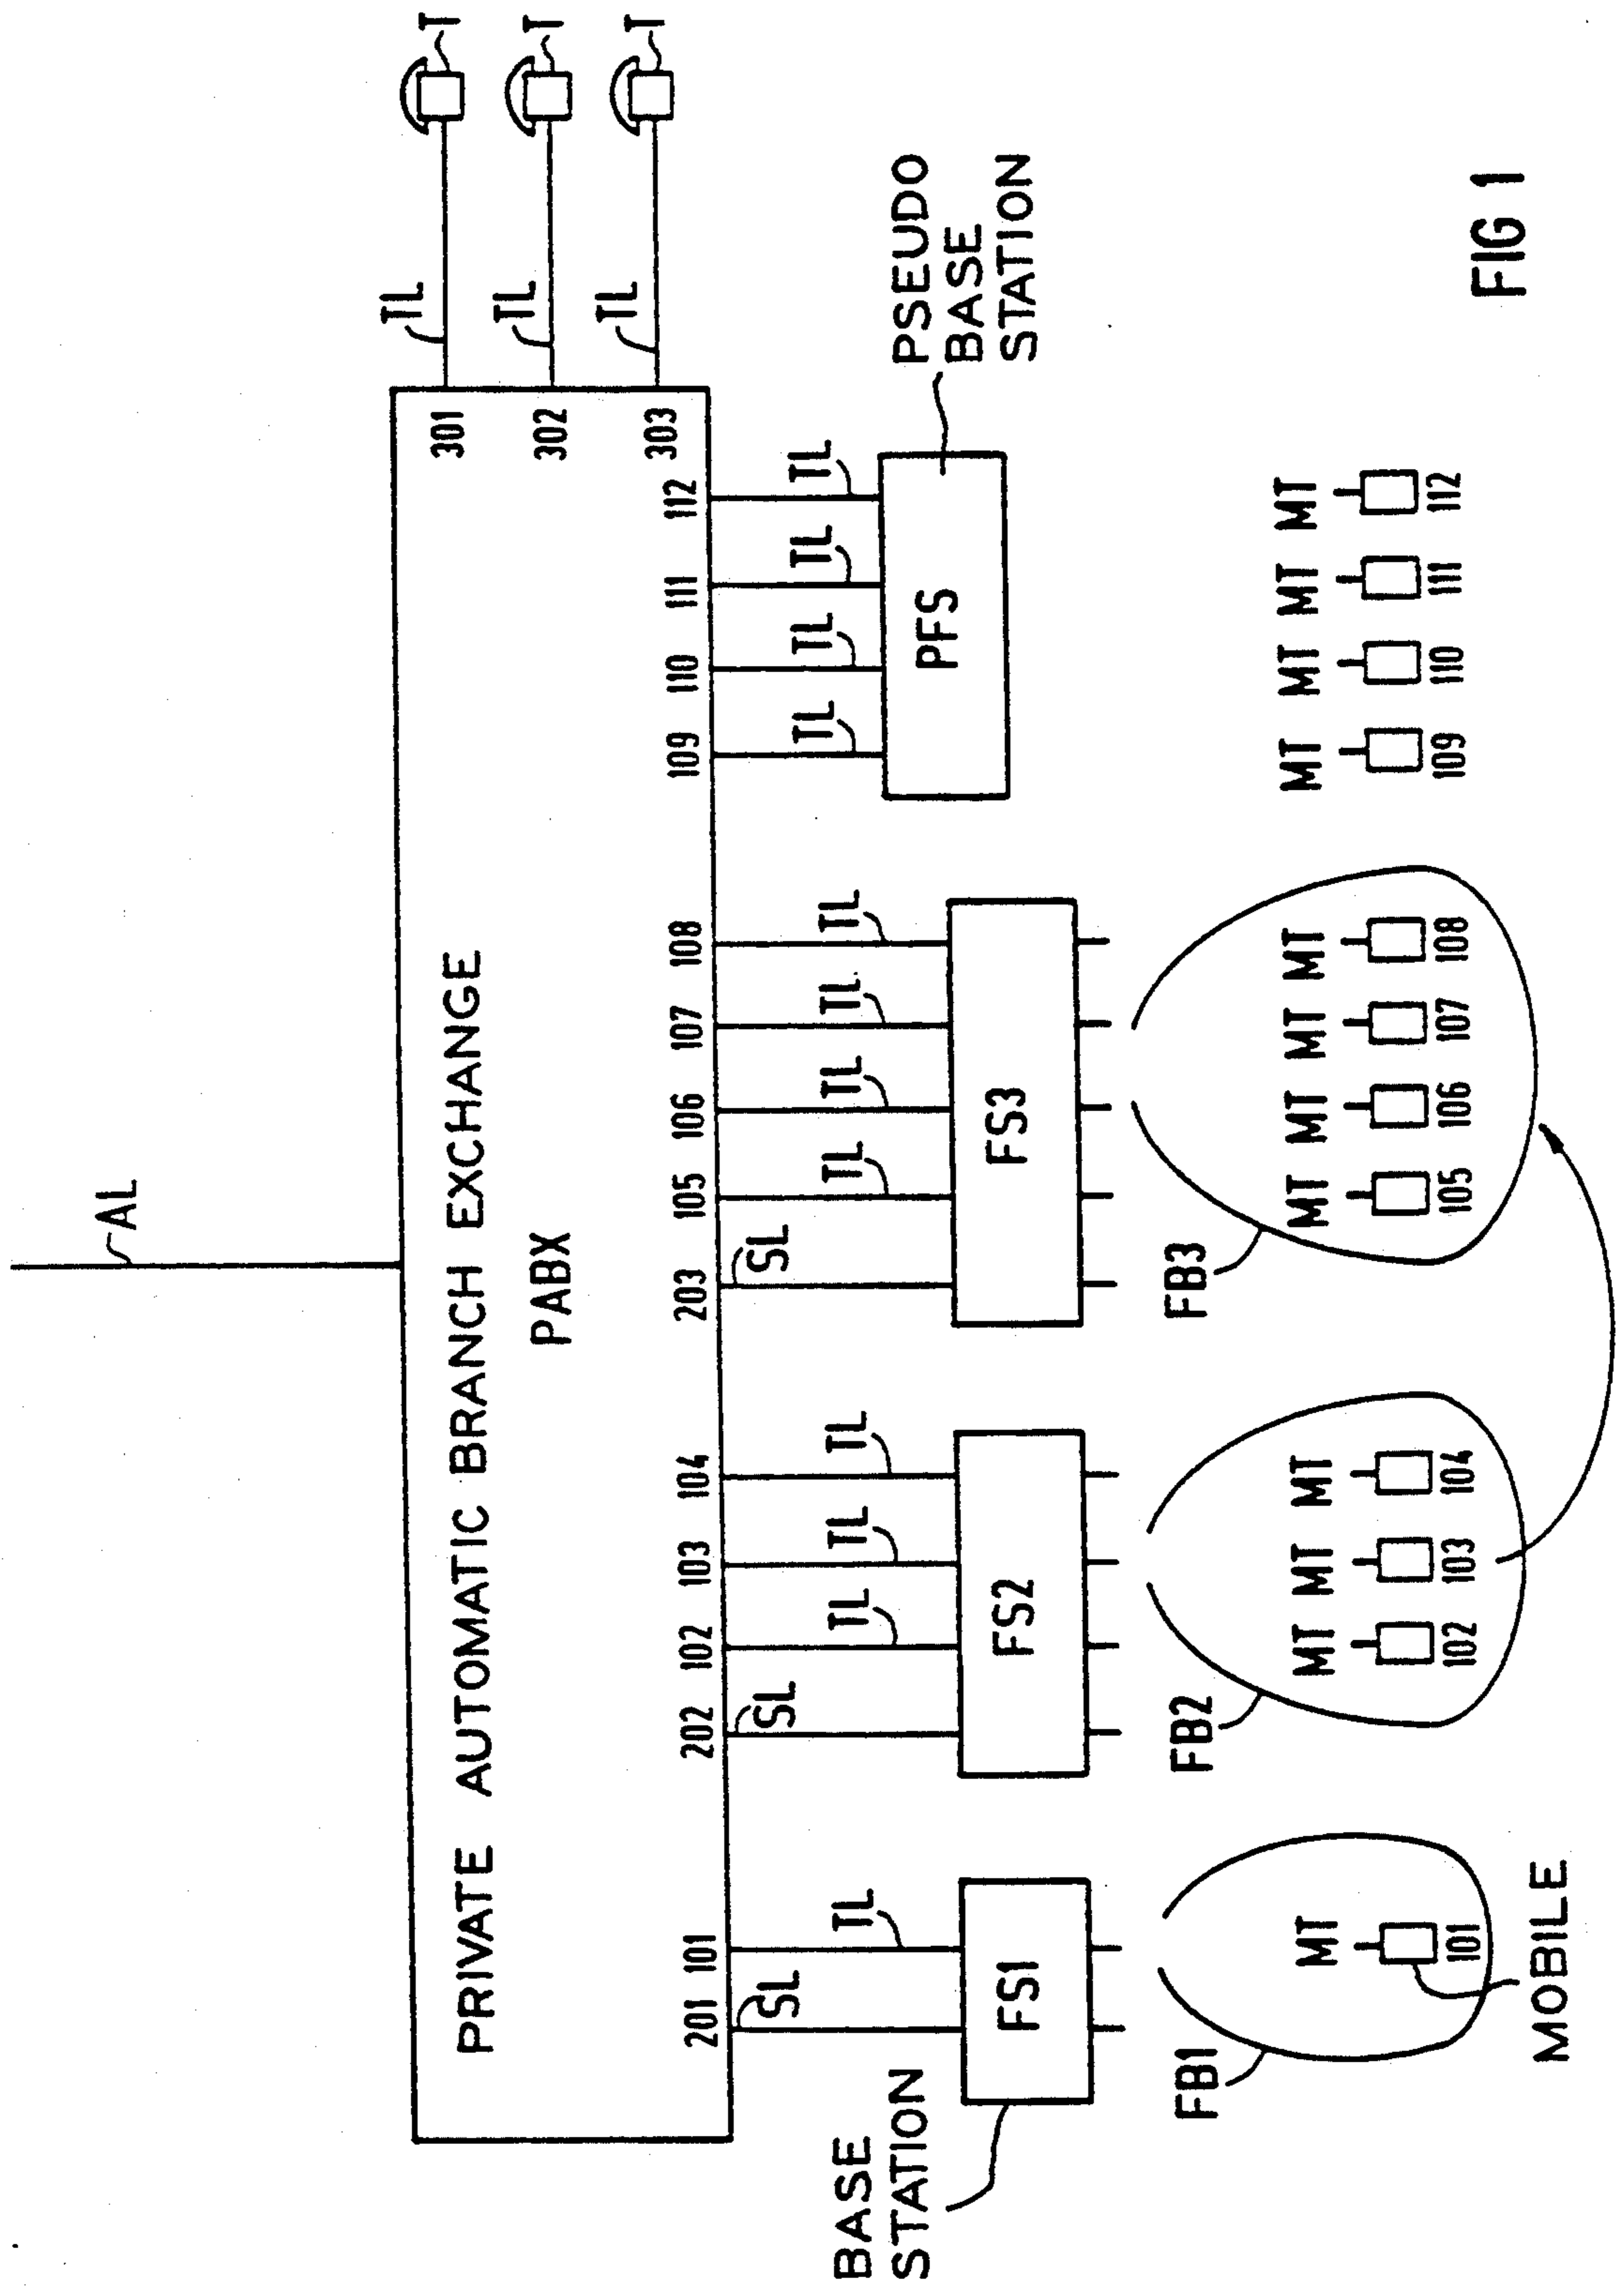 AL
PRIVATE AUTOMATIC BRANCH EXCHANGE
PABX
301
302
303
TL
T
TL
T
TL
T
201
101
202
102
103
104
203
105
106
107
108
109
110
111
112
SL
TL
SL
TL
TL
TL
SL
TL
TL
TL
TL
TL
TL
TL
TL
BASE
STATION
FS1
FS2
FS3
PFS
PSEUDO
BASE
STATION
FB1
FB2
FB3
MT
MT
MT
MT
MT
MT
MT
MT
MT
MT
MT
MT
101
102
103
104
105
106
107
108
109
110
111
112
MOBILE
FIG 1